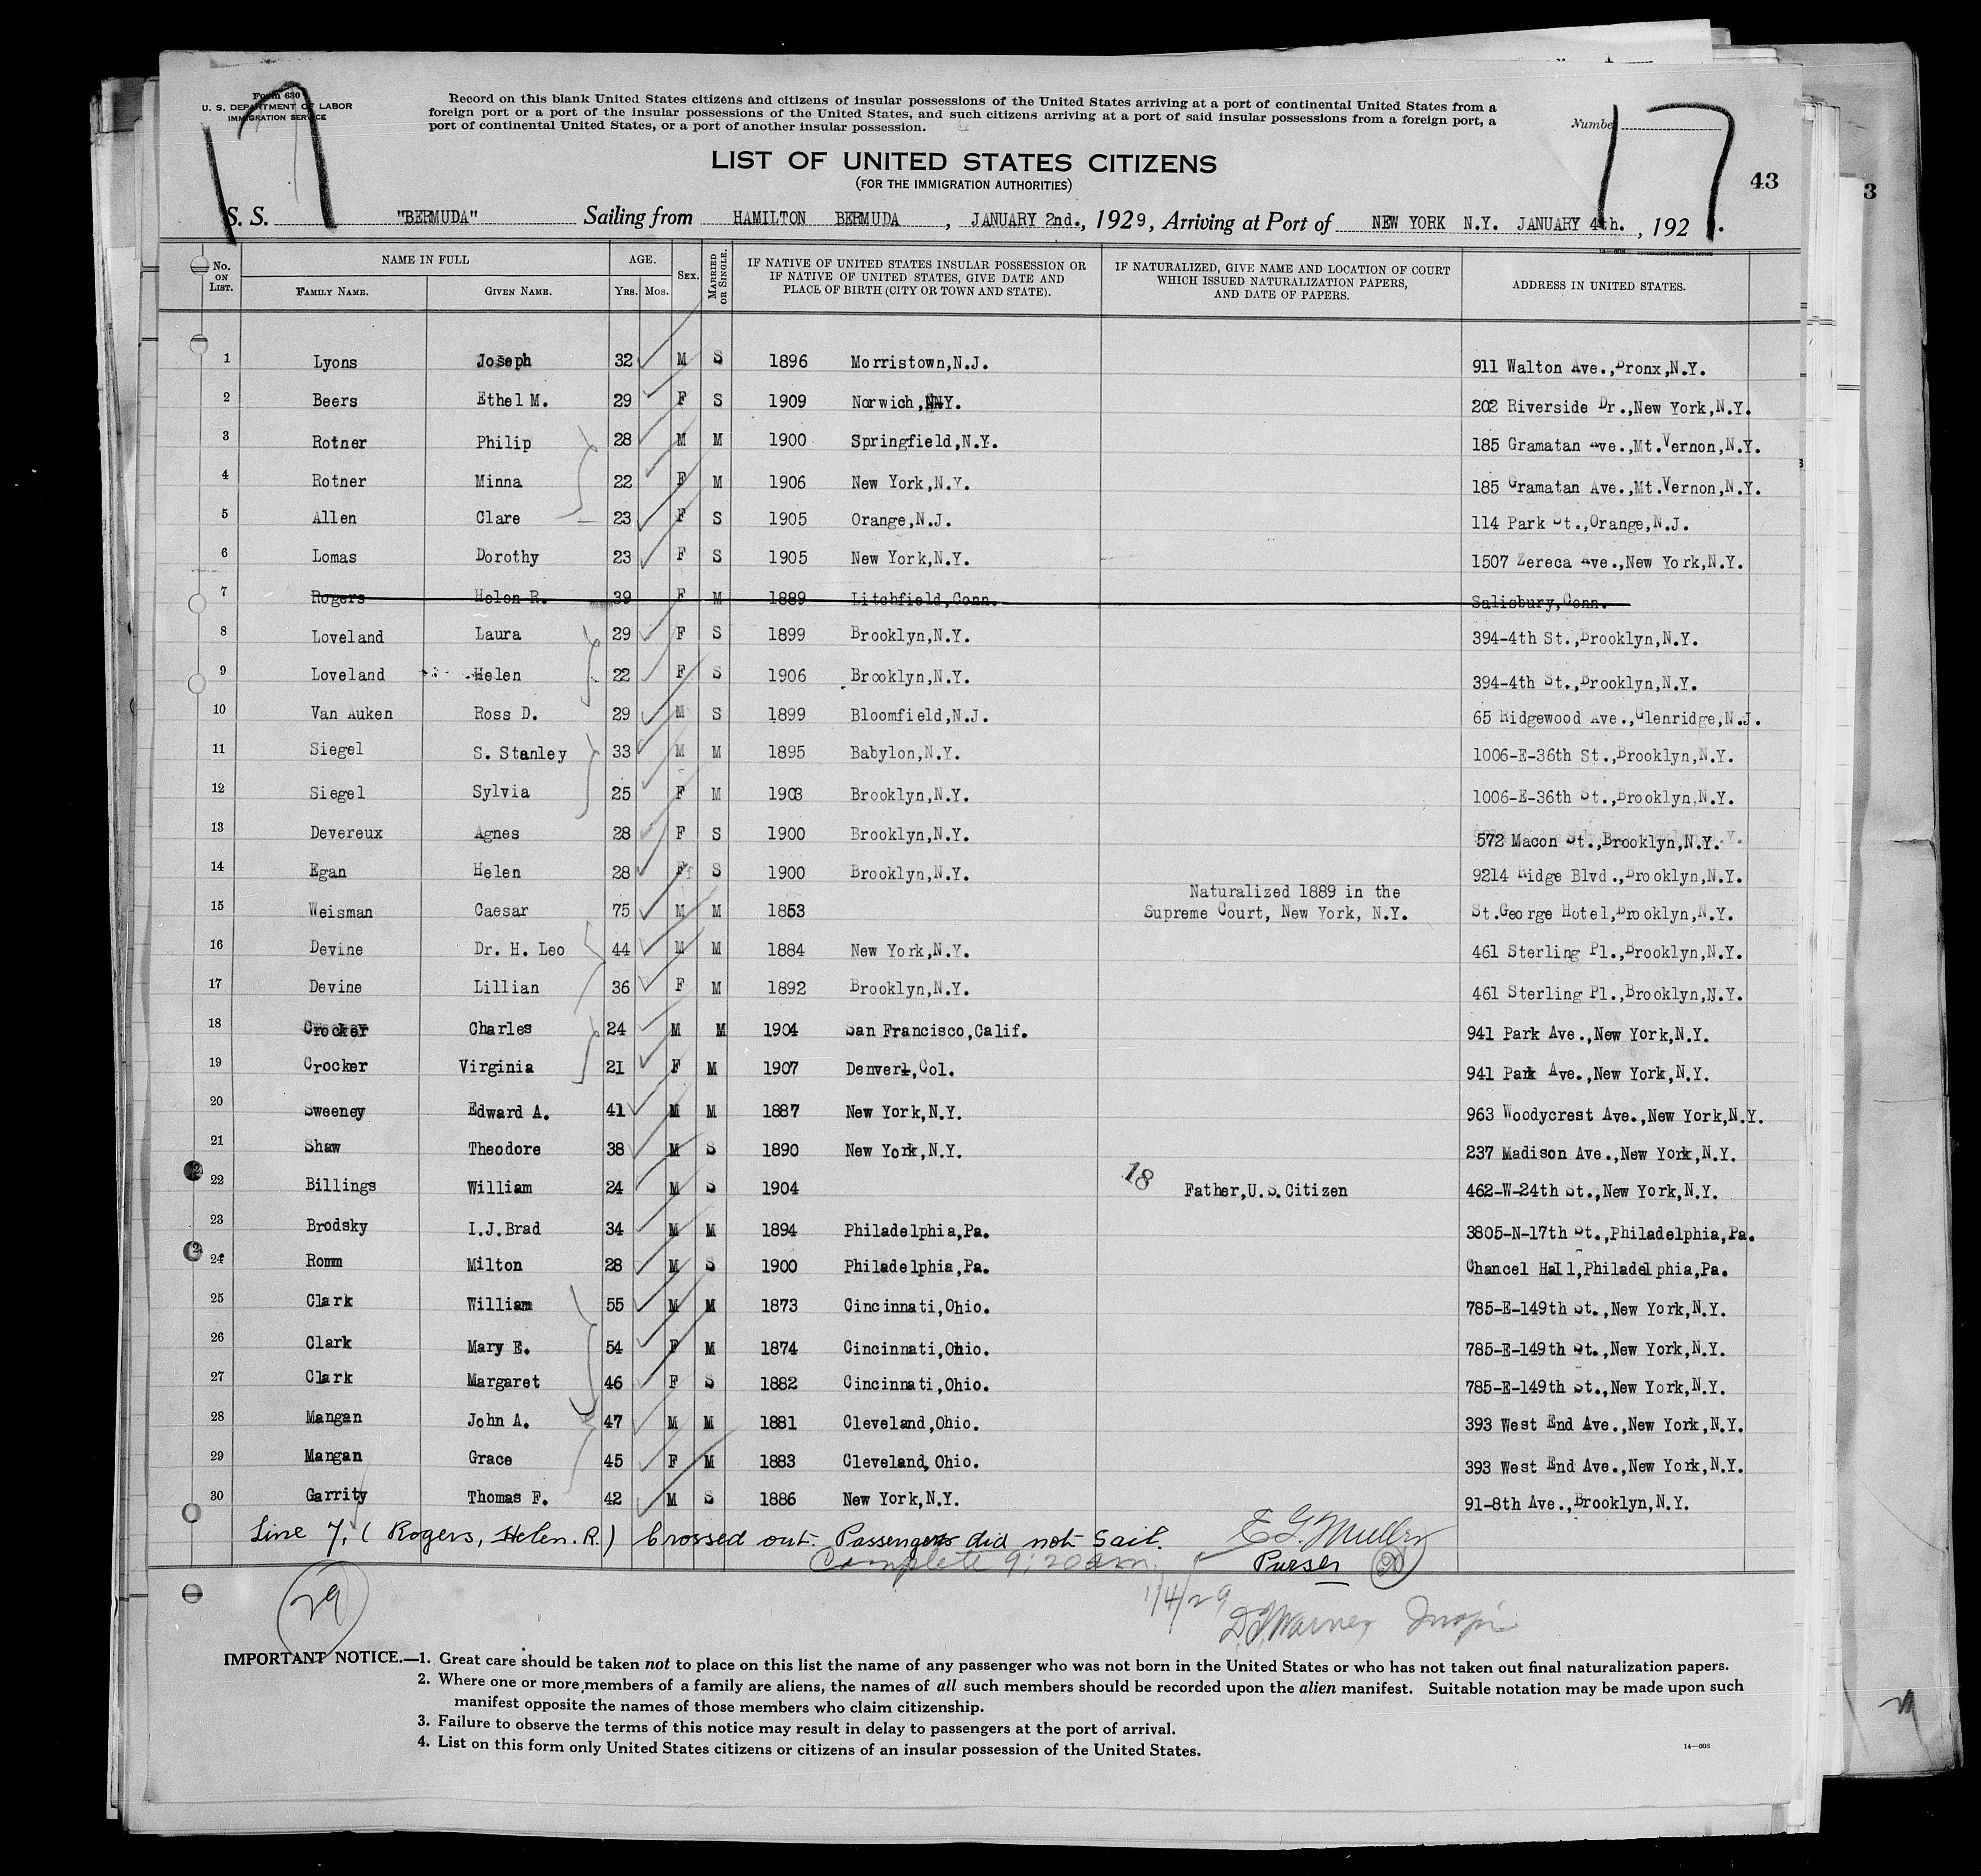 Form 630
U. S. DEPARTMENT OF LABOR
IMMIGRATION SERVICE
17
Record on this blank United States citizens and citizens of insular possessions of the United States arriving at a port of continental United States from a
foreign port or a port of the insular possessions of the United States, and such citizens arriving at a port of said insular possessions from a foreign port, a
port of continental United States, or a port of another insular possession.
Number
17
LIST OF UNITED STATES CITIZENS
(FOR THE IMMIGRATION AUTHORITIES)
43
3
S. S. "BERMUDA" Sailing from HAMILTON BERMUDA, JANUARY 2nd., 1929, Arriving at Port of NEW YORK N.Y. JANUARY 4th., 192
No. ON LIST. NAME IN FULL FAMILY NAME. GIVEN NAME. AGE. YRS. MOS. SEX. MARRIED OR SINGLE. IF NATIVE OF UNITED STATES INSULAR POSSESSION OR IF NATIVE OF UNITED STATES, GIVE DATE AND PLACE OF BIRTH (CITY OR TOWN AND STATE). IF NATURALIZED, GIVE NAME AND LOCATION OF COURT WHICH ISSUED NATURALIZATION PAPERS, AND DATE OF PAPERS. ADDRESS IN UNITED STATES.
1 Lyons Joseph 32 M S 1896 Morristown,N.J. 911 Walton Ave.,Bronx,N.Y.
2 Beers Ethel M. 29 F S 1909 Norwich,N.Y. 202 Riverside Dr.,New York,N.Y.
3 Rotner Philip 28 M M 1900 Springfield,N.Y. 185 Gramatan Ave.,Mt.Vernon,N.Y.
4 Rotner Minna 22 F M 1906 New York,N.Y. 185 Gramatan Ave.,Mt.Vernon,N.Y.
5 Allen Clare 23 F S 1905 Orange,N.J. 114 Park St.,Orange,N.J.
6 Lomas Dorothy 23 F S 1905 New York,N.Y. 1507 Zereca Ave.,New York,N.Y.
7 Rogers Helen R. 39 F M 1889 Litchfield,Conn. Salisbury,Conn.
8 Loveland Laura 29 F S 1899 Brooklyn,N.Y. 394-4th St.,Brooklyn,N.Y.
9 Loveland Helen 22 F S 1906 Brooklyn,N.Y. 394-4th St.,Brooklyn,N.Y.
10 Van Auken Ross D. 29 M S 1899 Bloomfield,N.J. 65 Ridgewood Ave.,Glenridge,N.J.
11 Siegel S. Stanley 33 M M 1895 Babylon,N.Y. 1006-E-36th St.,Brooklyn,N.Y.
12 Siegel Sylvia 25 F M 1903 Brooklyn,N.Y. 1006-E-36th St.,Brooklyn,N.Y.
13 Devereux Agnes 28 F S 1900 Brooklyn,N.Y. 572 Macon St.,Brooklyn,N.Y.
14 Egan Helen 28 F S 1900 Brooklyn,N.Y. 9214 Ridge Blvd.,Brooklyn,N.Y.
15 Weisman Caesar 75 M M 1853 Naturalized 1889 in the Supreme Court, New York, N.Y. St.George Hotel,Brooklyn,N.Y.
16 Devine Dr. H. Leo 44 M M 1884 New York,N.Y. 461 Sterling Pl.,Brooklyn,N.Y.
17 Devine Lillian 36 F M 1892 Brooklyn,N.Y. 461 Sterling Pl.,Brooklyn,N.Y.
18 Crocker Charles 24 M M 1904 San Francisco,Calif. 941 Park Ave.,New York,N.Y.
19 Crocker Virginia 21 F M 1907 Denver,Col. 941 Park Ave.,New York,N.Y.
20 Sweeney Edward A. 41 M M 1887 New York,N.Y. 963 Woodycrest Ave.,New York,N.Y.
21 Shaw Theodore 38 M S 1890 New York,N.Y. 237 Madison Ave.,New York,N.Y.
22 Billings William 24 M S 1904 18 Father,U.S.Citizen 462-W-24th St.,New York,N.Y.
23 Brodsky I.J.Brad 34 M M 1894 Philadelphia,Pa. 3805-N-17th St.,Philadelphia,Pa.
24 Romm Milton 28 M S 1900 Philadelphia,Pa. Chancel Hall,Philadelphia,Pa.
25 Clark William 55 M M 1873 Cincinnati,Ohio. 785-E-149th St.,New York,N.Y.
26 Clark Mary E. 54 F M 1874 Cincinnati,Ohio. 785-E-149th St.,New York,N.Y.
27 Clark Margaret 46 F S 1882 Cincinnati,Ohio. 785-E-149th St.,New York,N.Y.
28 Mangan John A. 47 M M 1881 Cleveland,Ohio. 393 West End Ave.,New York,N.Y.
29 Mangan Grace 45 F M 1883 Cleveland,Ohio. 393 West End Ave.,New York,N.Y.
30 Garrity Thomas F. 42 M S 1886 New York,N.Y. 91-8th Ave.,Brooklyn,N.Y.
Line 7, ( Rogers, Helen. R.) Crossed out. Passenger did not sail. E G Muller
Complete 9:20am. Purser
29 1/4/29
Warner Insp
IMPORTANT NOTICE.—1. Great care should be taken not to place on this list the name of any passenger who was not born in the United States or who has not taken out final naturalization papers.
2. Where one or more members of a family are aliens, the names of all such members should be recorded upon the alien manifest. Suitable notation may be made upon such
manifest opposite the names of those members who claim citizenship.
3. Failure to observe the terms of this notice may result in delay to passengers at the port of arrival.
4. List on this form only United States citizens or citizens of an insular possession of the United States.
14—608